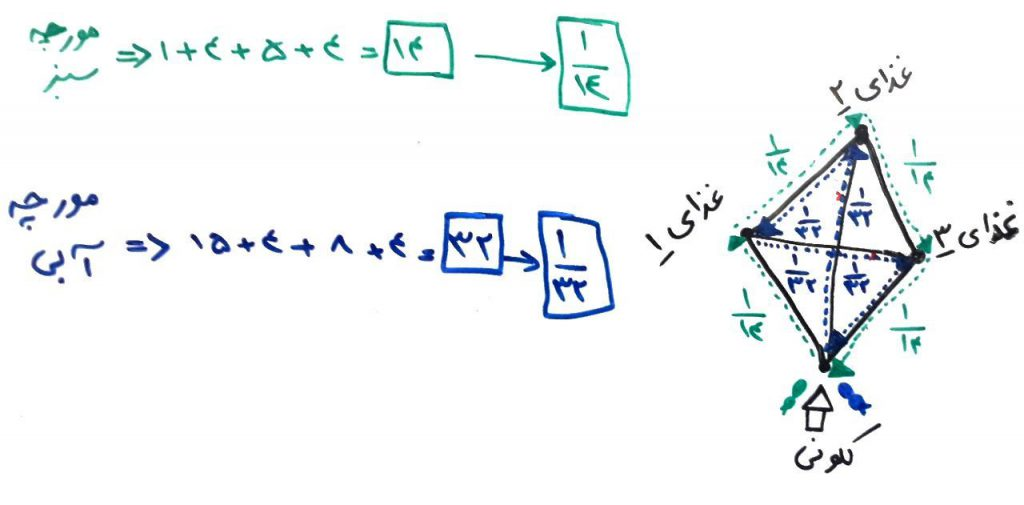 مورچه
سبز => ۱+۴+۵+۴ = ۱۴ → ۱/۱۴
مورچه
آبی => ۱۵+۴+۸+۴ = ۳۲ → ۱/۳۲
غذای ۲
۱/۱۴
۱/۱۴
غذای ۱
۱/۳۲
۱/۳۲
غذای ۳
۱/۳۲
۱/۳۲
۱/۱۴
۱/۱۴
کلونی